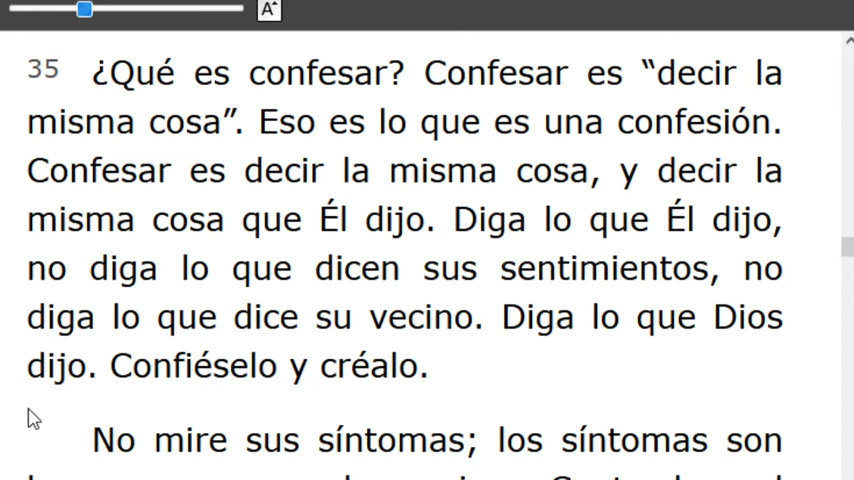 A
35 ¿Qué es confesar? Confesar es “decir la
misma cosa”. Eso es lo que es una confesión.
Confesar es decir la misma cosa, y decir la
misma cosa que Él dijo. Diga lo que Él dijo,
no diga lo que dicen sus sentimientos, no
diga lo que dice su vecino. Diga lo que Dios
dijo. Confiéselo y créalo.
No mire sus síntomas; los síntomas son